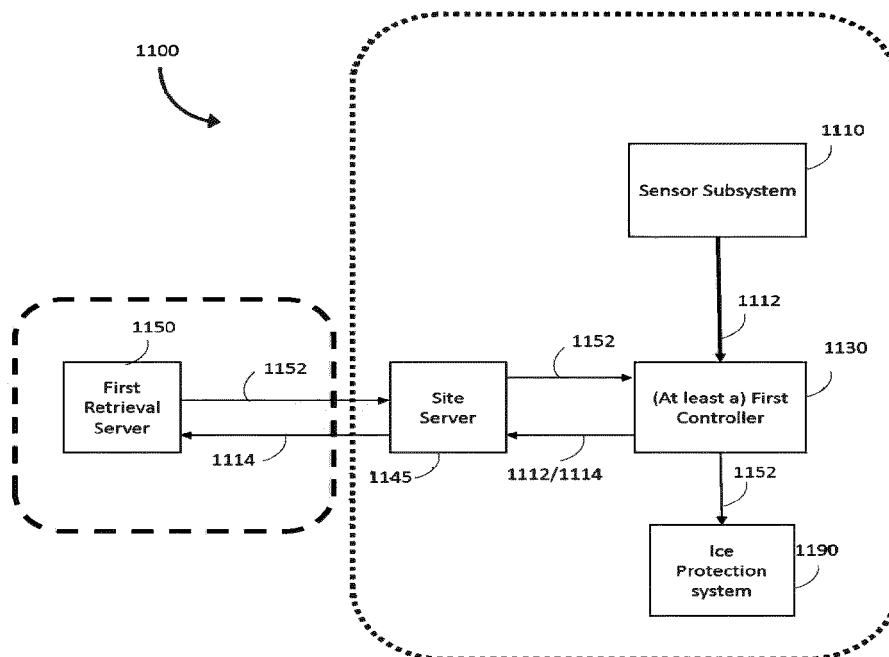 1100
1110
Sensor Subsystem
1112
1150
First
Retrieval
Server
1152
1114
Site
Server
1145
1152
1112/1114
1130
(At least a) First
Controller
1152
Ice
Protection
system
1190